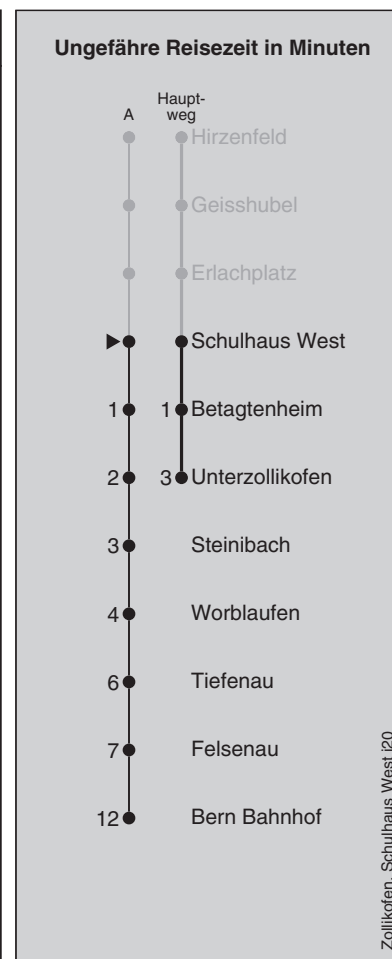 Ungefähre Reisezeit in Minuten
A
Haupt-
weg
Hirzenfeld
Geisshubel
Erlachplatz
Schulhaus West
1 1 Betagtenheim
2 3 Unterzollikofen
3 Steinibach
4 Worblaufen
6 Tiefenau
7 Felsenau
12 Bern Bahnhof
Zollikofen, Schulhaus West j20